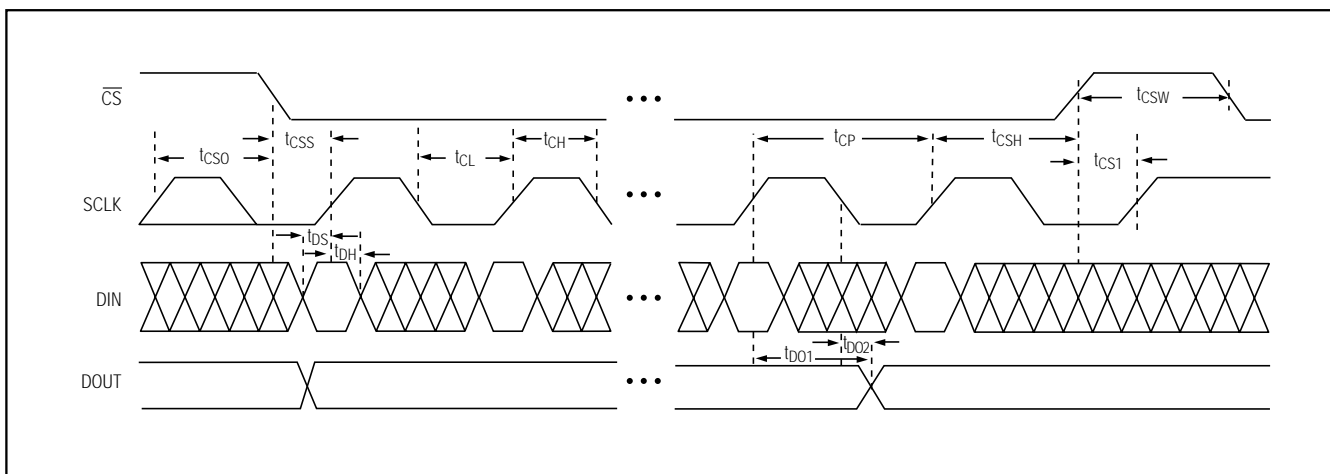 CS
tCSW
tCSS
tCSO
tCL
tCH
tCP
tCSH
tCS1
SCLK
tDS
tDH
DIN
tDO1
tDO2
DOUT